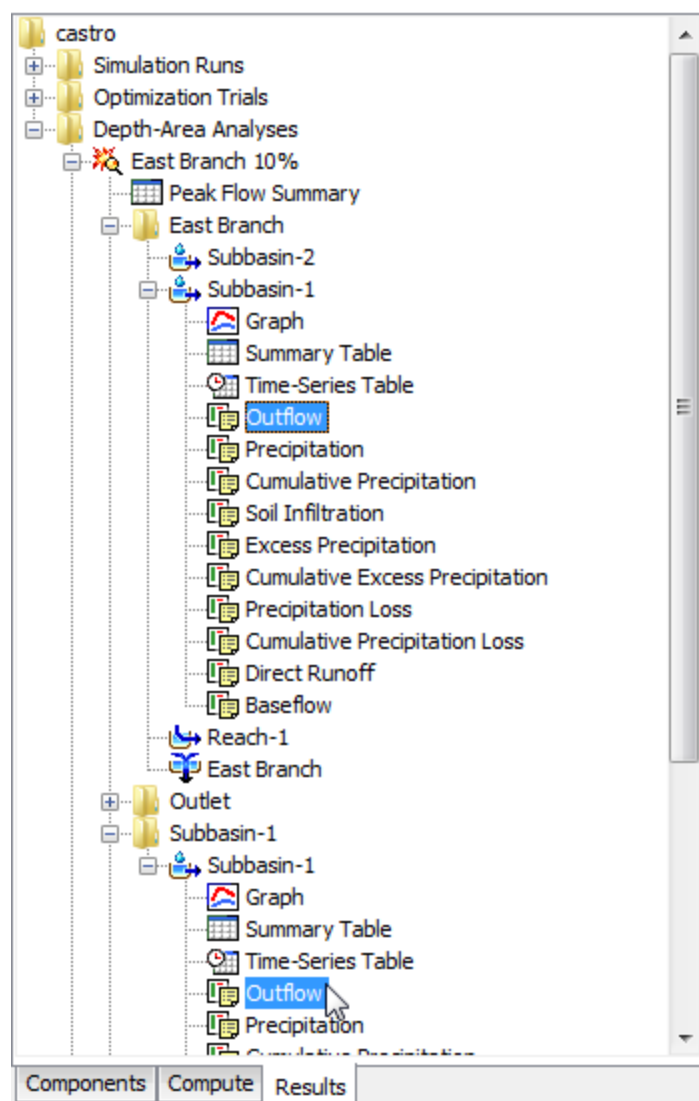 castro
Simulation Runs
Optimization Trials
Depth-Area Analyses
East Branch 10%
Peak Flow Summary
East Branch
Subbasin-2
Subbasin-1
Graph
Summary Table
Time-Series Table
Outflow
Precipitation
Cumulative Precipitation
Soil Infiltration
Excess Precipitation
Cumulative Excess Precipitation
Precipitation Loss
Cumulative Precipitation Loss
Direct Runoff
Baseflow
Reach-1
East Branch
Outlet
Subbasin-1
Subbasin-1
Graph
Summary Table
Time-Series Table
Outflow
Precipitation
Cumulative Precipitation
Components Compute Results